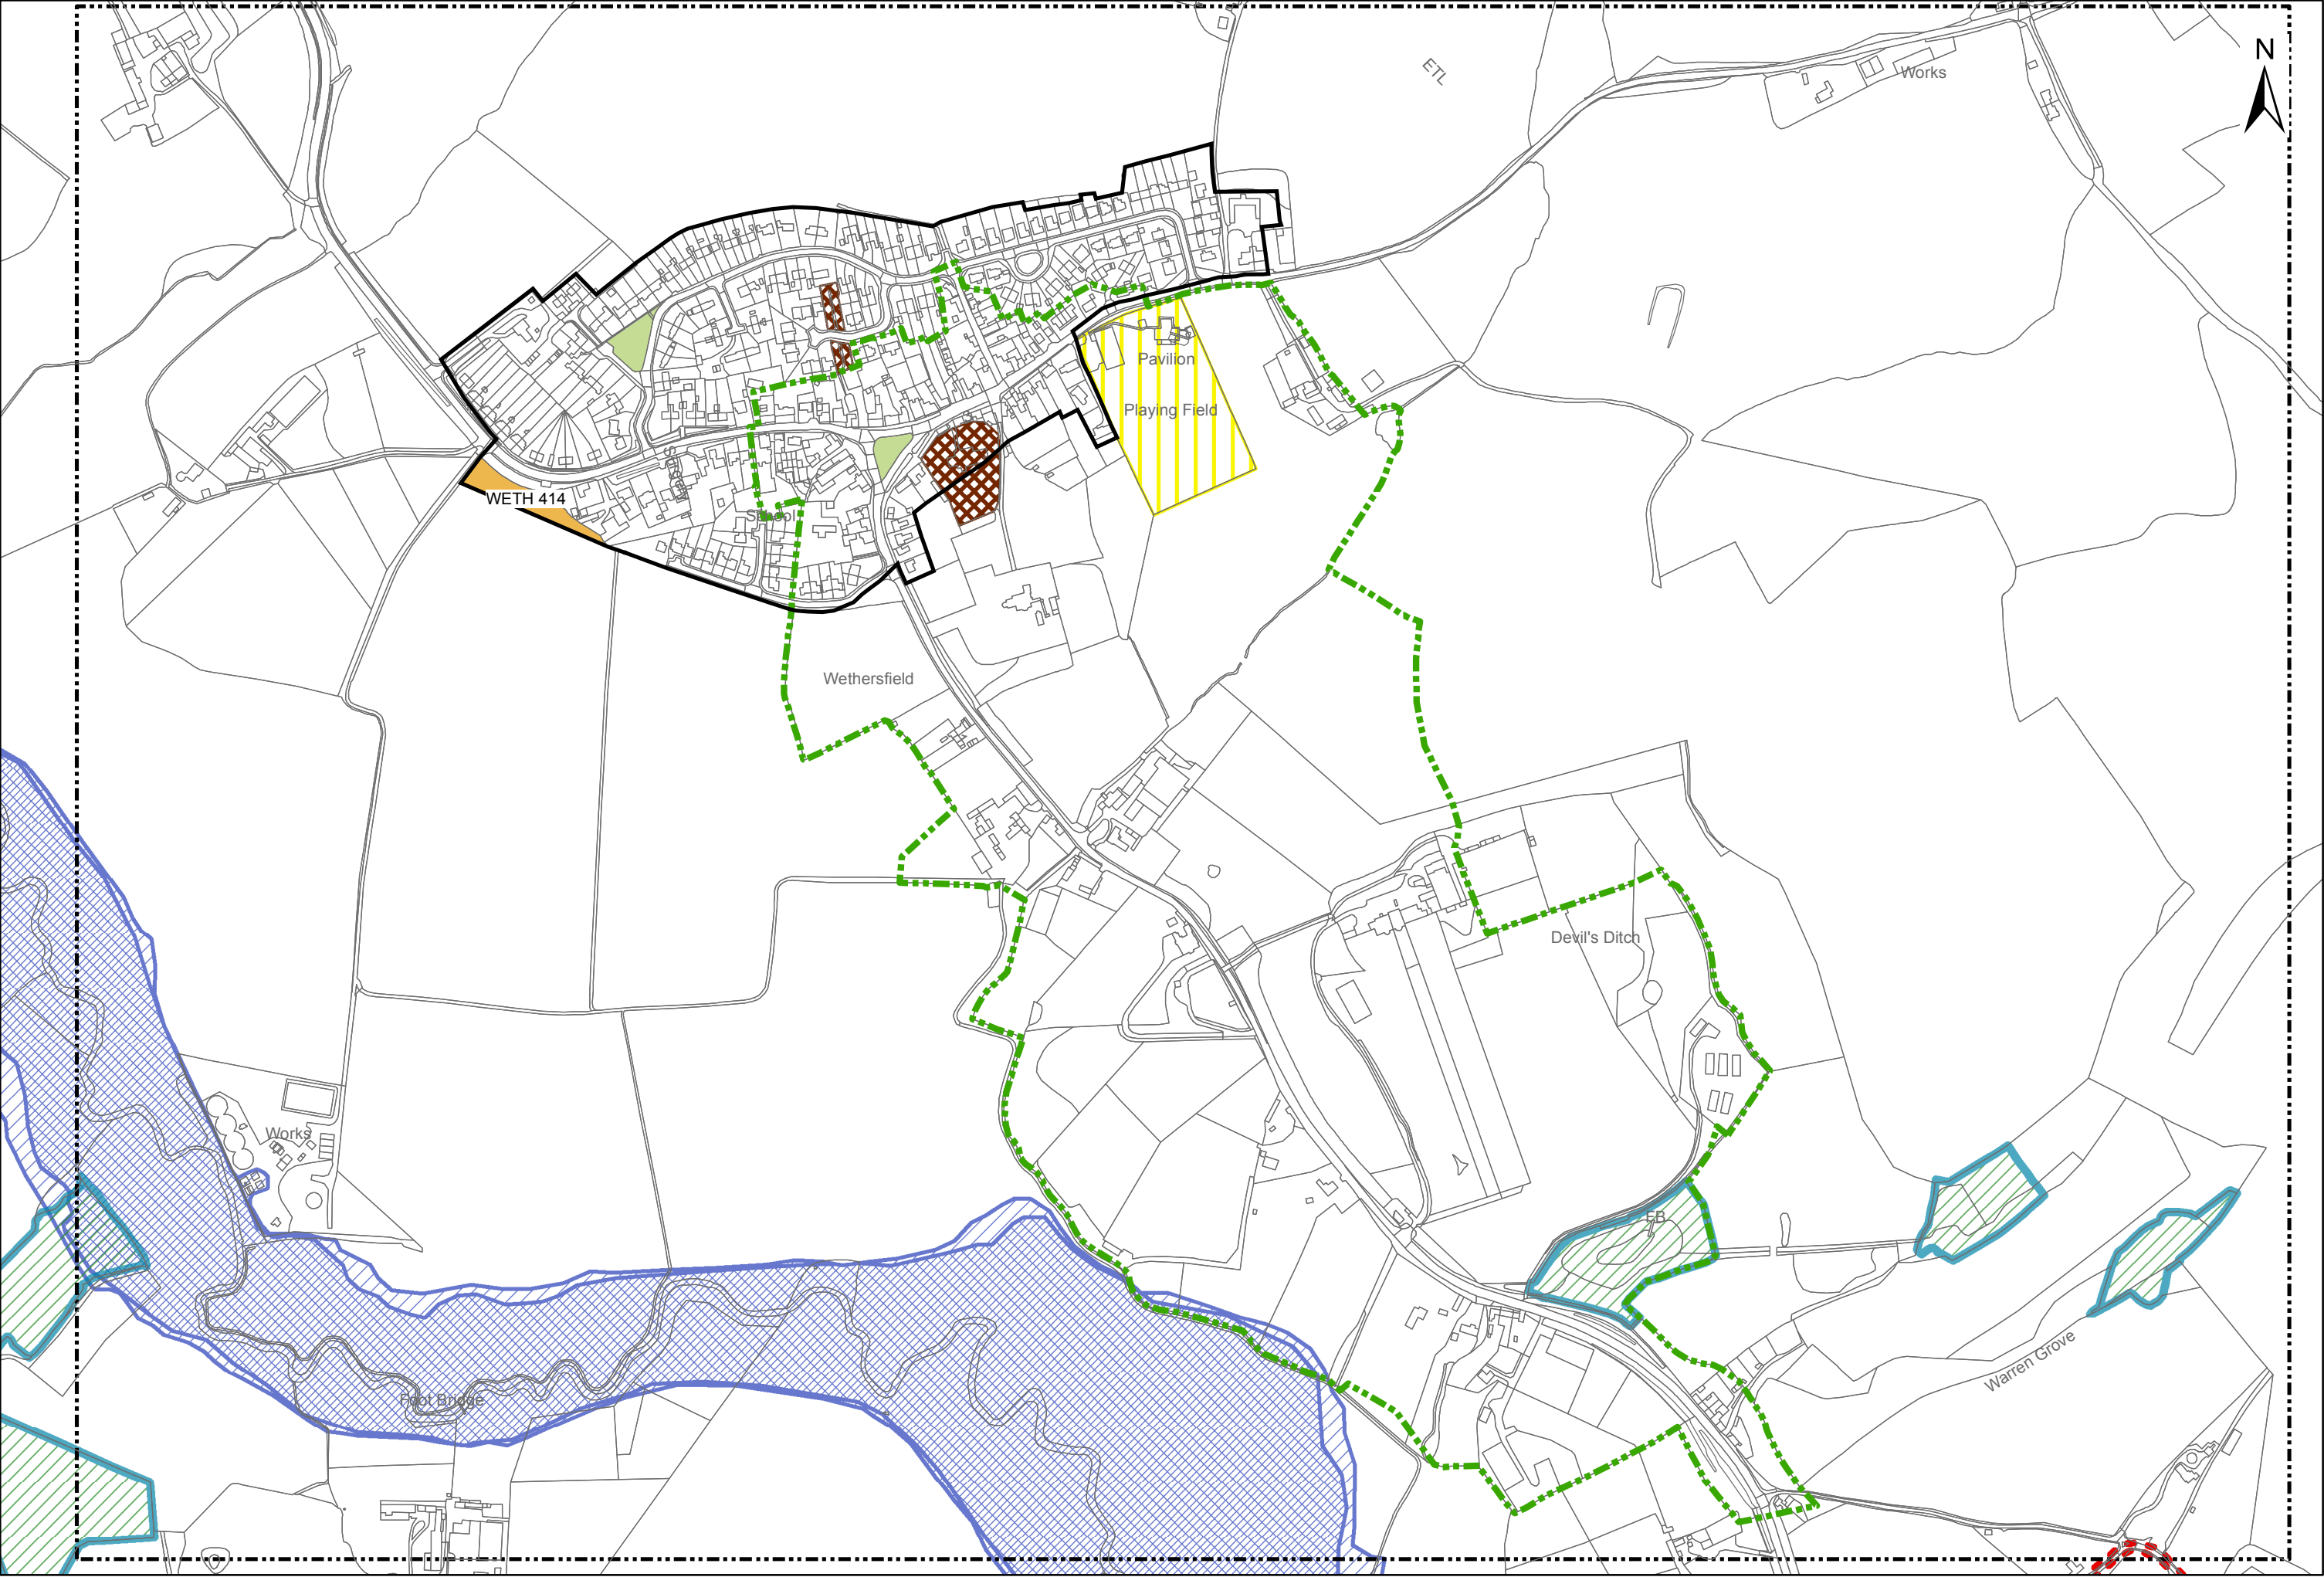 N
ETL
Works
Pavilion
Playing Field
WETH 414
School
Wethersfield
Devil's Ditch
Works
FB
Warren Grove
Foot Bridge